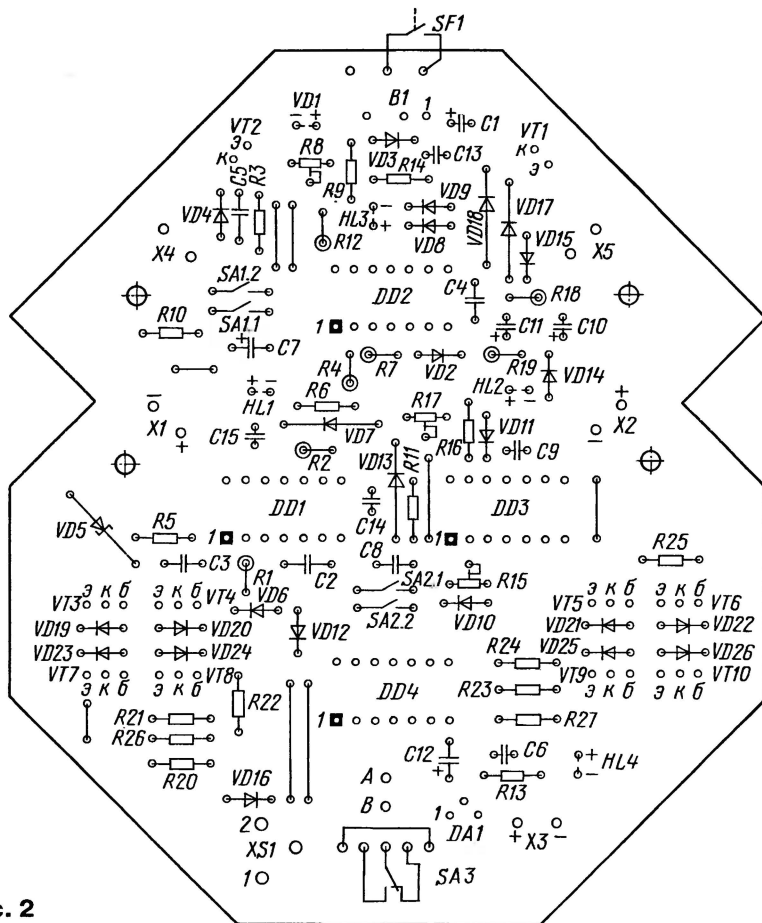 SF1
VD1
- +
B1 1
+ C1
VT2
э
к
R8
VD3
C13
VT1
к
э
C5
R3
R9
R14
VD4
HL3
-
+
VD9
VD8
VD18
VD17
VD15
R12
X4
X5
SA1.2
SA1.1
DD2
1
C4
R18
R10
+ C7
+ C11
+ C10
R4
R7
VD2
R19
VD14
HL1
+ -
R6
R17
HL2
+ -
-
X1
+
+
X2
-
C15
VD7
R16
VD11
R2
VD13
R11
C9
VD5
R5
1
DD1
C14
1
DD3
C3
R1
C2
C8
R25
SA2.1
R15
э к б
VT3
э к б
VT4
VD6
SA2.2
VD10
э к б
VT5
э к б
VT6
VD19
VD20
VD12
VD21
VD22
VD23
VD24
R24
VD25
VD26
VT7
э к б
VT8
э к б
R22
DD4
R23
VT9
э к б
VT10
э к б
R21
1
R27
R26
C12
+
C6
+
HL4
-
R20
A
R13
VD16
B
2
1
DA1
+ X3 -
XS1
SA3
1
с. 2